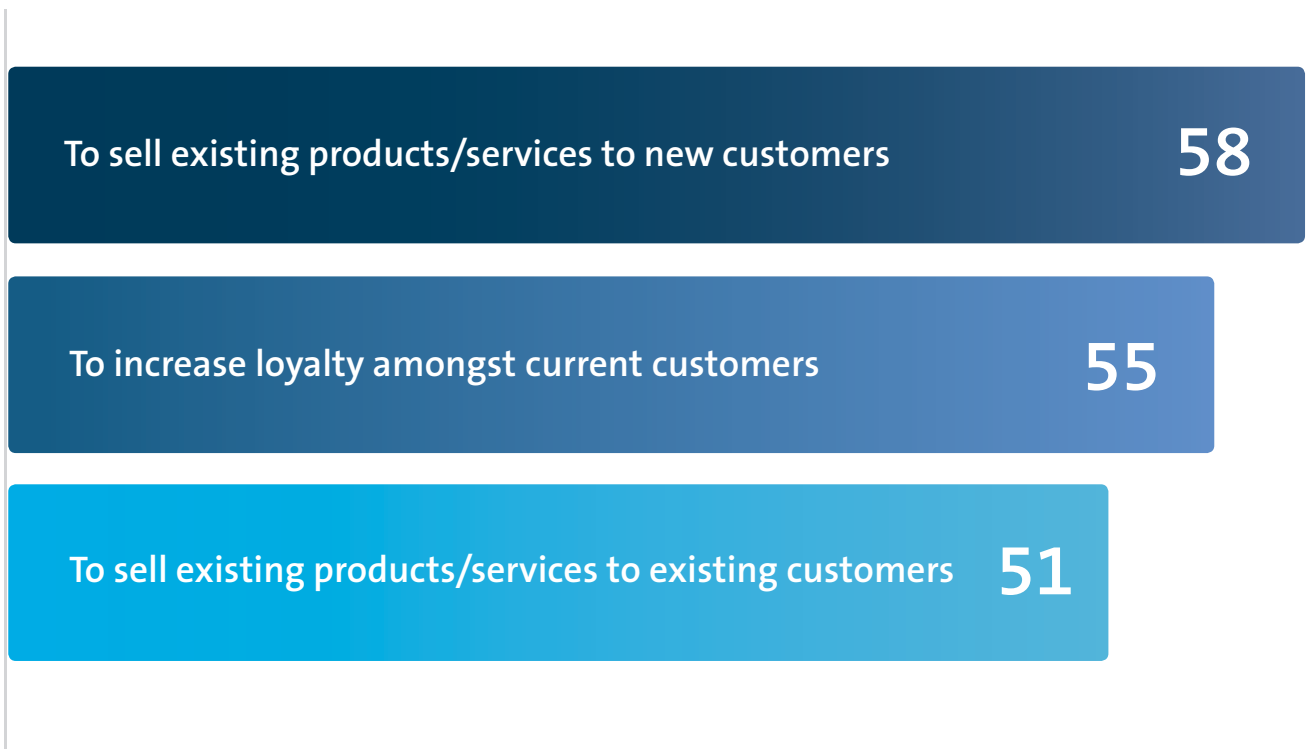 To sell existing products/services to new customers 58
To increase loyalty amongst current customers 55
To sell existing products/services to existing customers 51